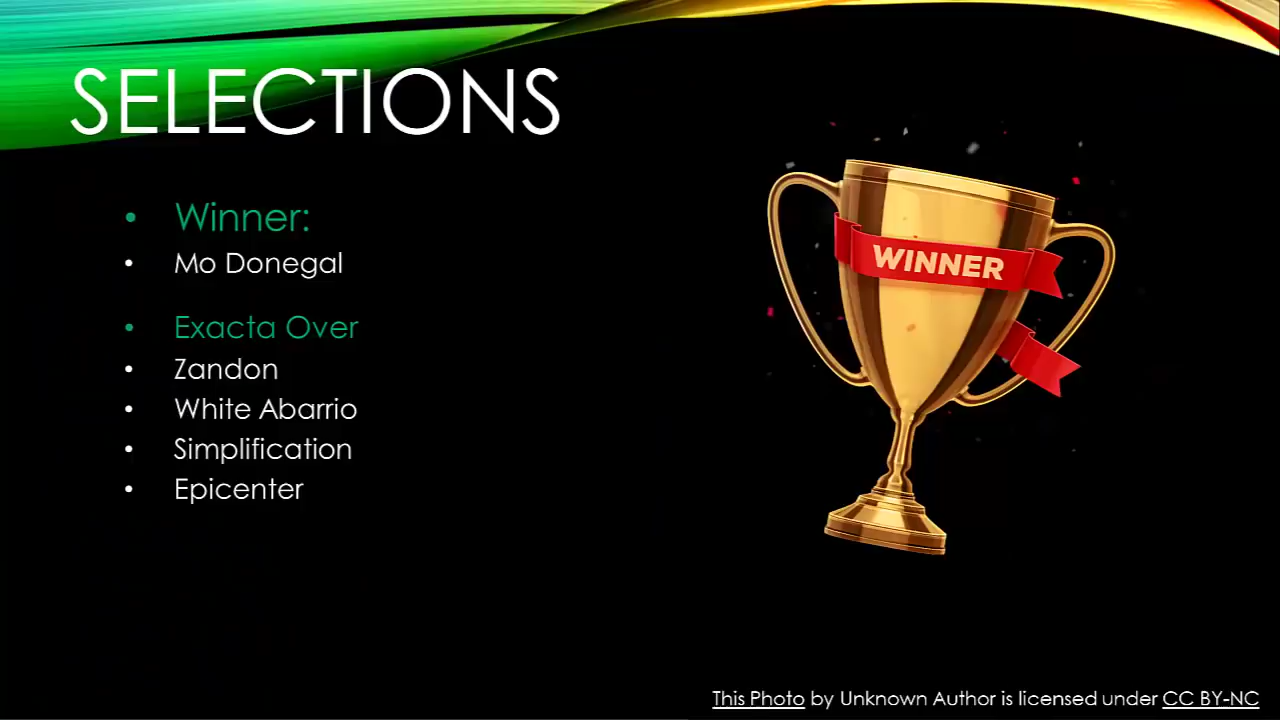 SELECTIONS
• Winner:
• Mo Donegal
• Exacta Over
• Zandon
• White Abarrio
• Simplification
• Epicenter
WINNER
This Photo by Unknown Author is licensed under CC BY-NC